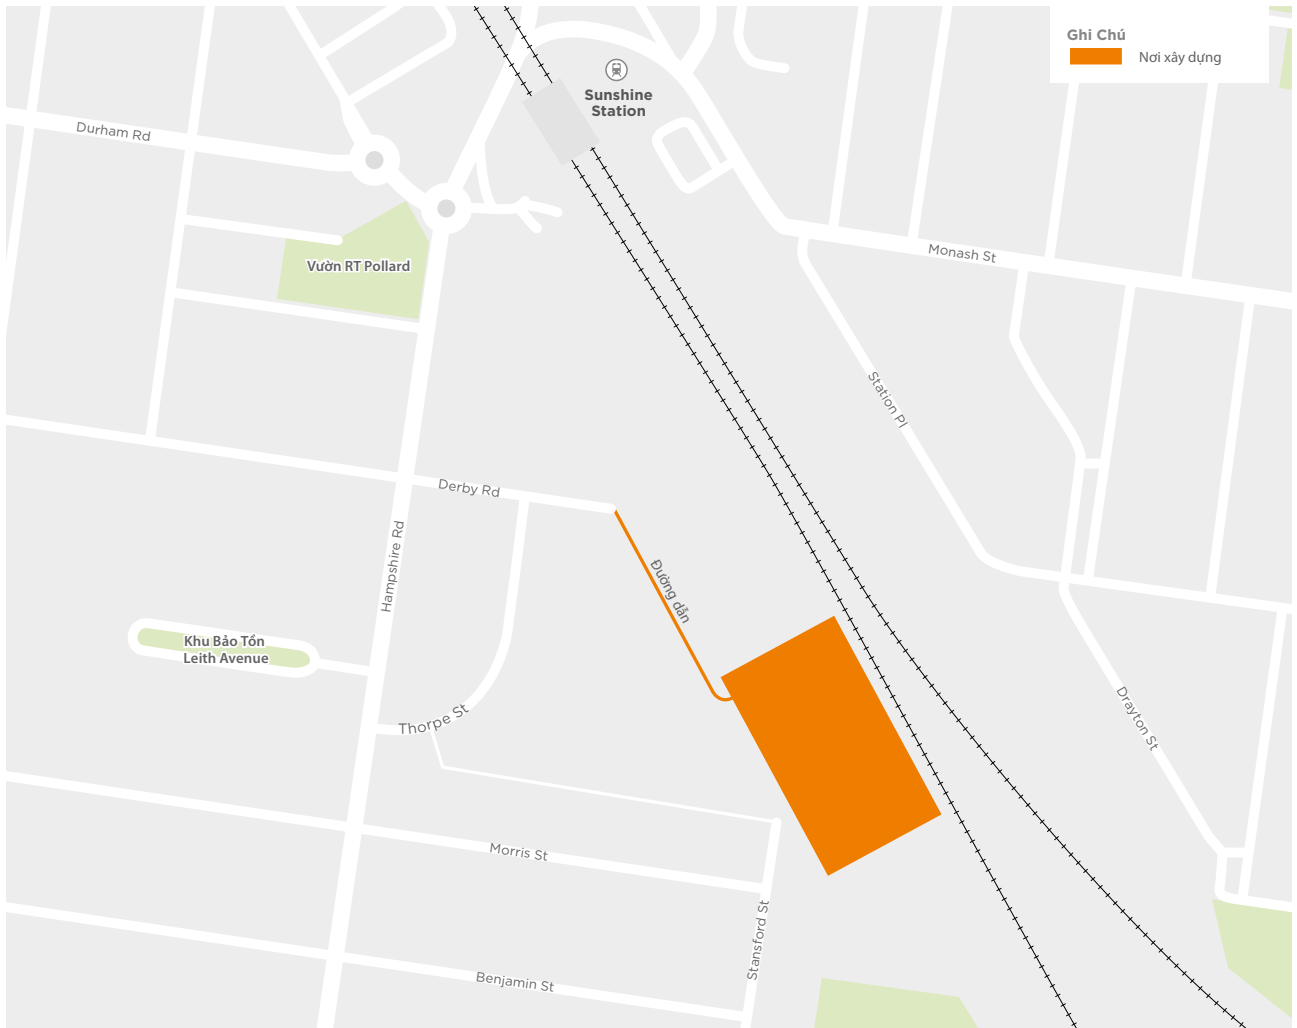 Ghi Chú
Nơi xây dựng
Sunshine
Station
Durham Rd
Monash St
Vườn RT Pollard
Station Pl
Derby Rd
Hampshire Rd
Đường dẫn
Khu Bảo Tồn
Leith Avenue
Thorpe St
Drayton St
Morris St
Stansford St
Benjamin St